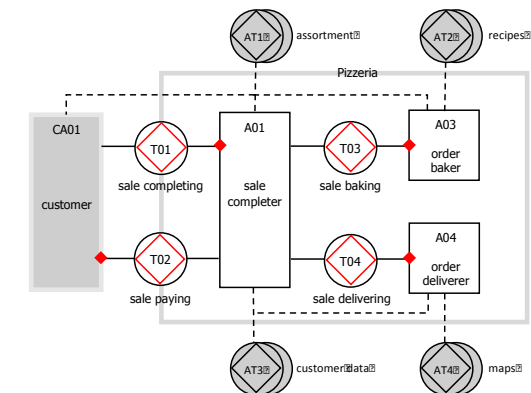 AT1
assortment
AT2
recipes
Pizzeria
CA01
customer
T01
sale completing
A01
sale
completer
T03
sale baking
A03
order
baker
T02
sale paying
T04
sale delivering
A04
order
deliverer
AT3
customer data
AT4
maps